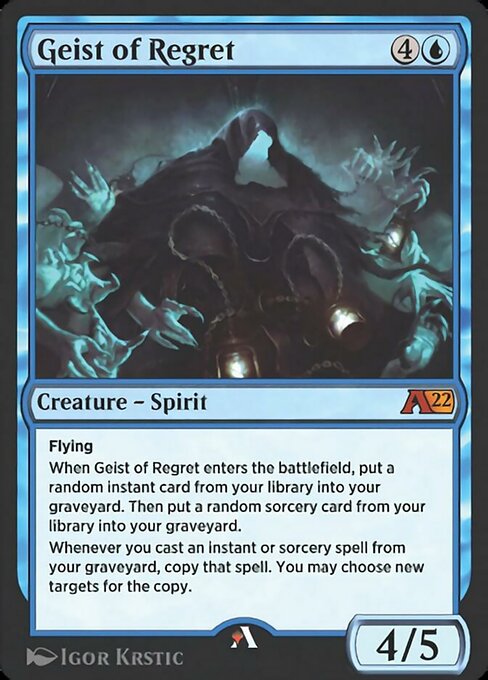 Geist of Regret 4
Creature – Spirit A22
Flying
When Geist of Regret enters the battlefield, put a
random instant card from your library into your
graveyard. Then put a random sorcery card from your
library into your graveyard.
Whenever you cast an instant or sorcery spell from
your graveyard, copy that spell. You may choose new
targets for the copy.
4/5
Igor Krstic